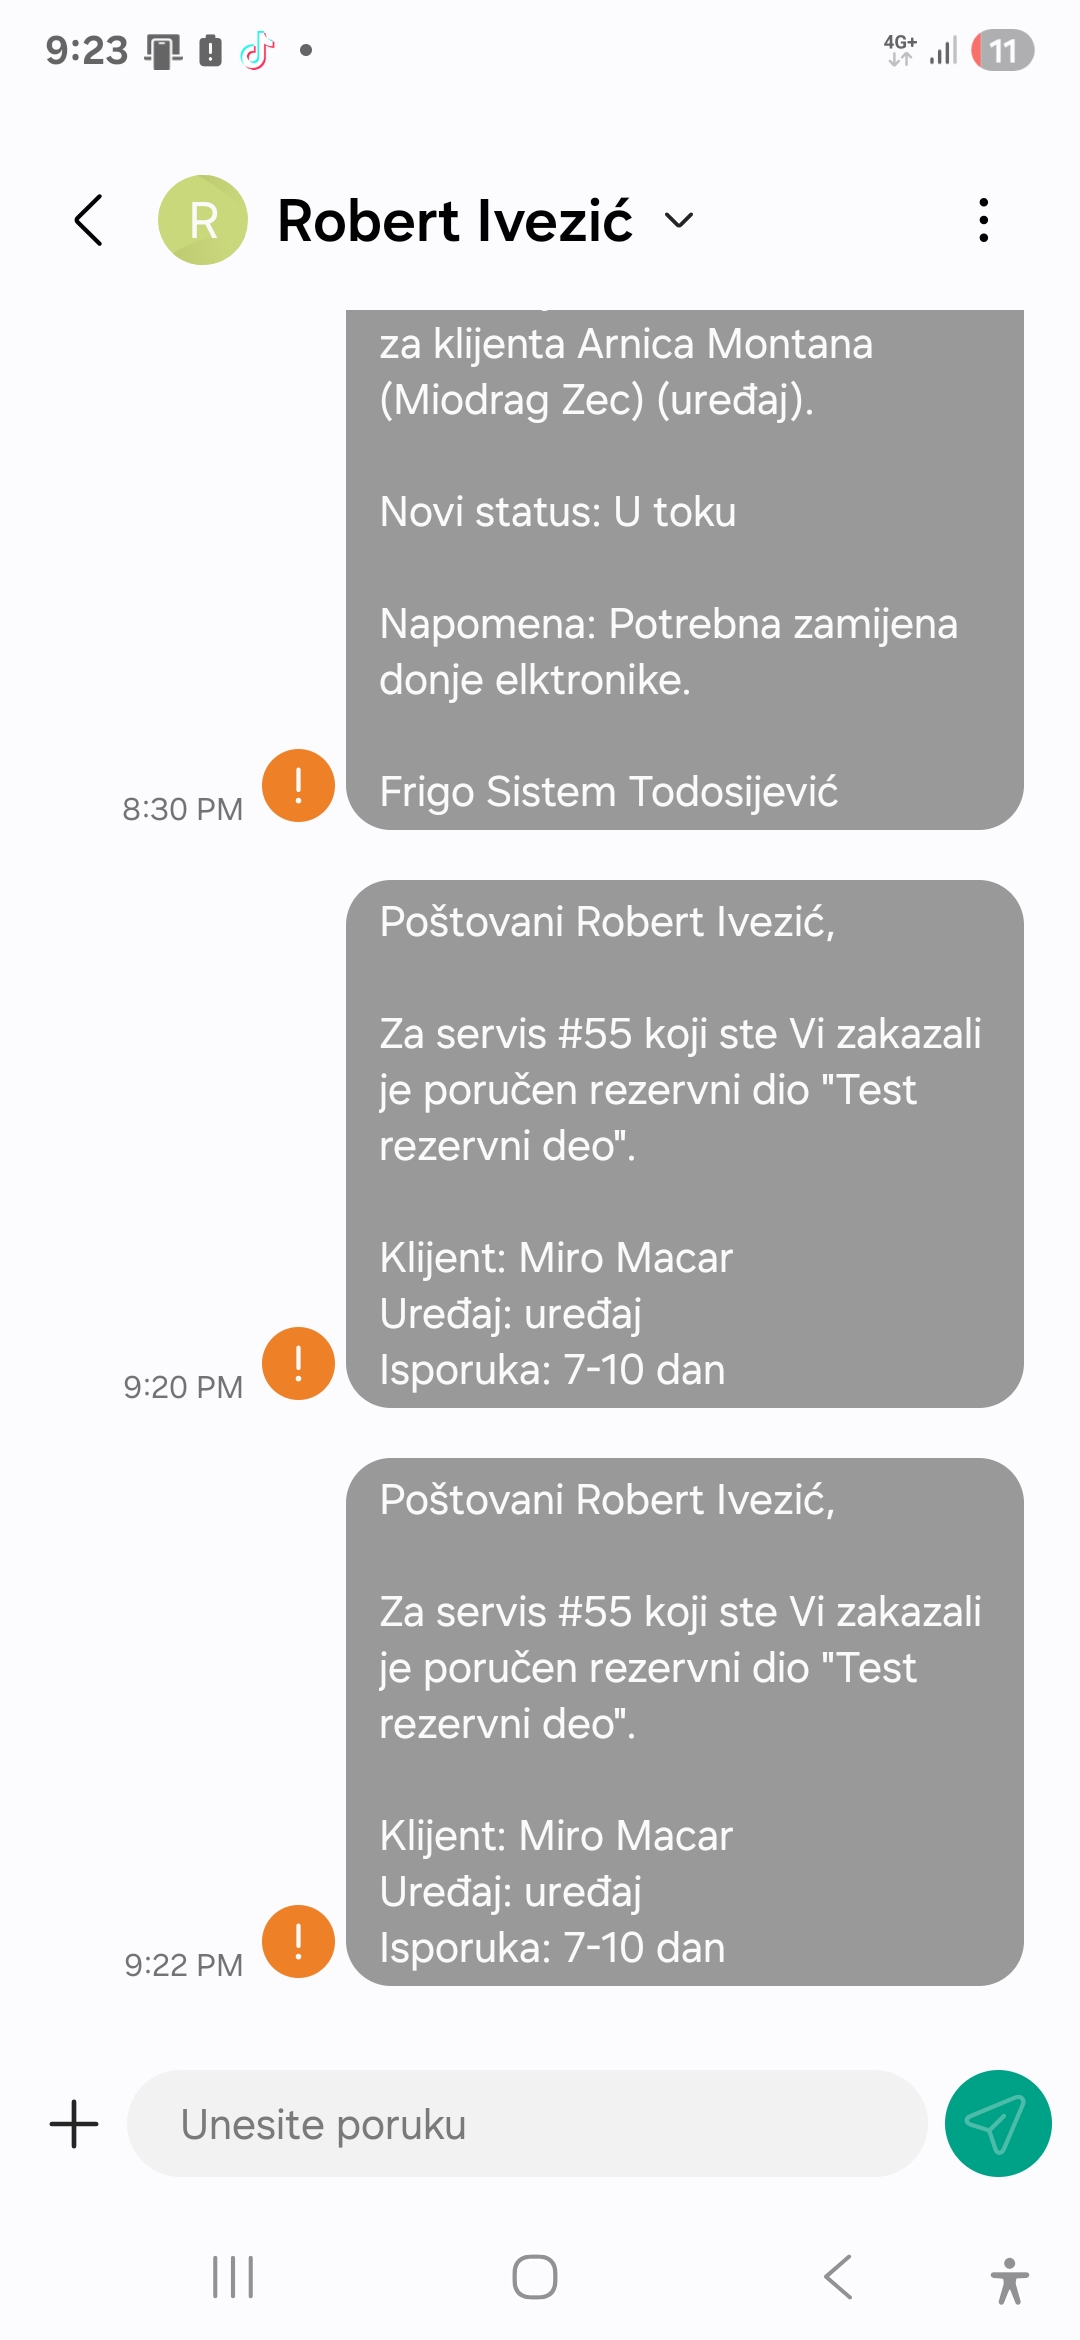 9:23
4G+
11
R
Robert Ivezić
za klijenta Arnica Montana
(Miodrag Zec) (uređaj).
Novi status: U toku
Napomena: Potrebna zamijena
donje elktronike.
Frigo Sistem Todosijević
8:30 PM
Poštovani Robert Ivezić,
Za servis #55 koji ste Vi zakazali
je poručen rezervni dio "Test
rezervni deo".
Klijent: Miro Macar
Uređaj: uređaj
Isporuka: 7-10 dan
9:20 PM
Poštovani Robert Ivezić,
Za servis #55 koji ste Vi zakazali
je poručen rezervni dio "Test
rezervni deo".
Klijent: Miro Macar
Uređaj: uređaj
Isporuka: 7-10 dan
9:22 PM
Unesite poruku